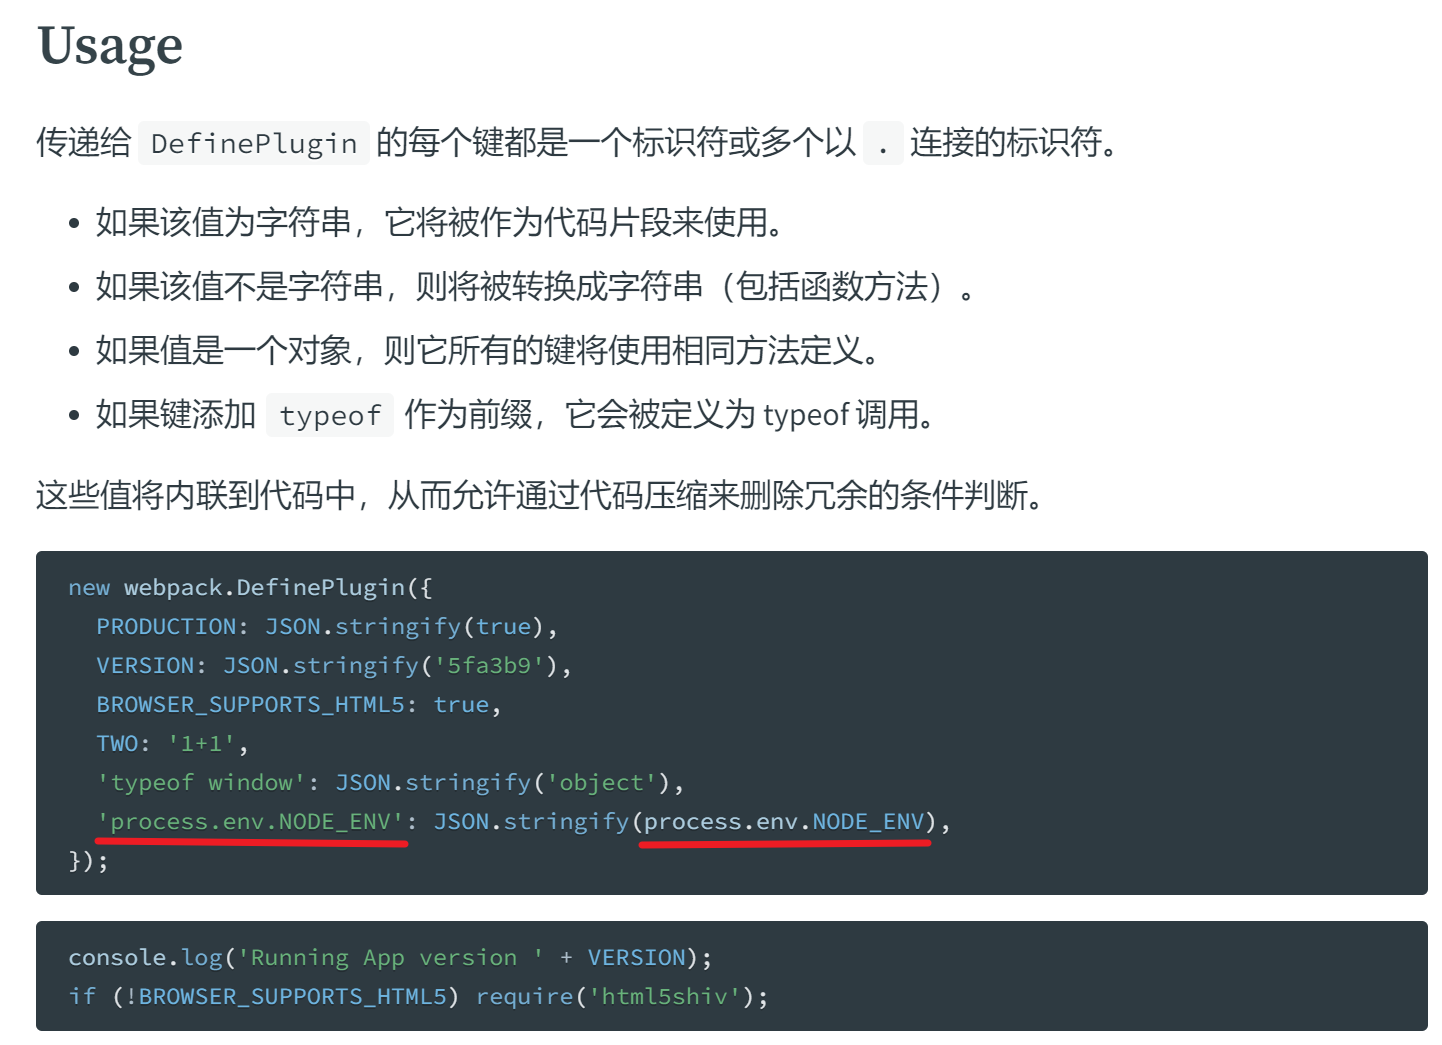 Usage
传递给 DefinePlugin 的每个键都是一个标识符或多个以 . 连接的标识符。
• 如果该值为字符串，它将被作为代码片段来使用。
• 如果该值不是字符串，则将被转换成字符串（包括函数方法）。
• 如果值是一个对象，则它所有的键将使用相同方法定义。
• 如果键添加 typeof 作为前缀，它会被定义为 typeof 调用。
这些值将内联到代码中，从而允许通过代码压缩来删除冗余的条件判断。
new webpack.DefinePlugin({
  PRODUCTION: JSON.stringify(true),
  VERSION: JSON.stringify('5fa3b9'),
  BROWSER_SUPPORTS_HTML5: true,
  TWO: '1+1',
  'typeof window': JSON.stringify('object'),
  'process.env.NODE_ENV': JSON.stringify(process.env.NODE_ENV),
});
console.log('Running App version ' + VERSION);
if (!BROWSER_SUPPORTS_HTML5) require('html5shiv');